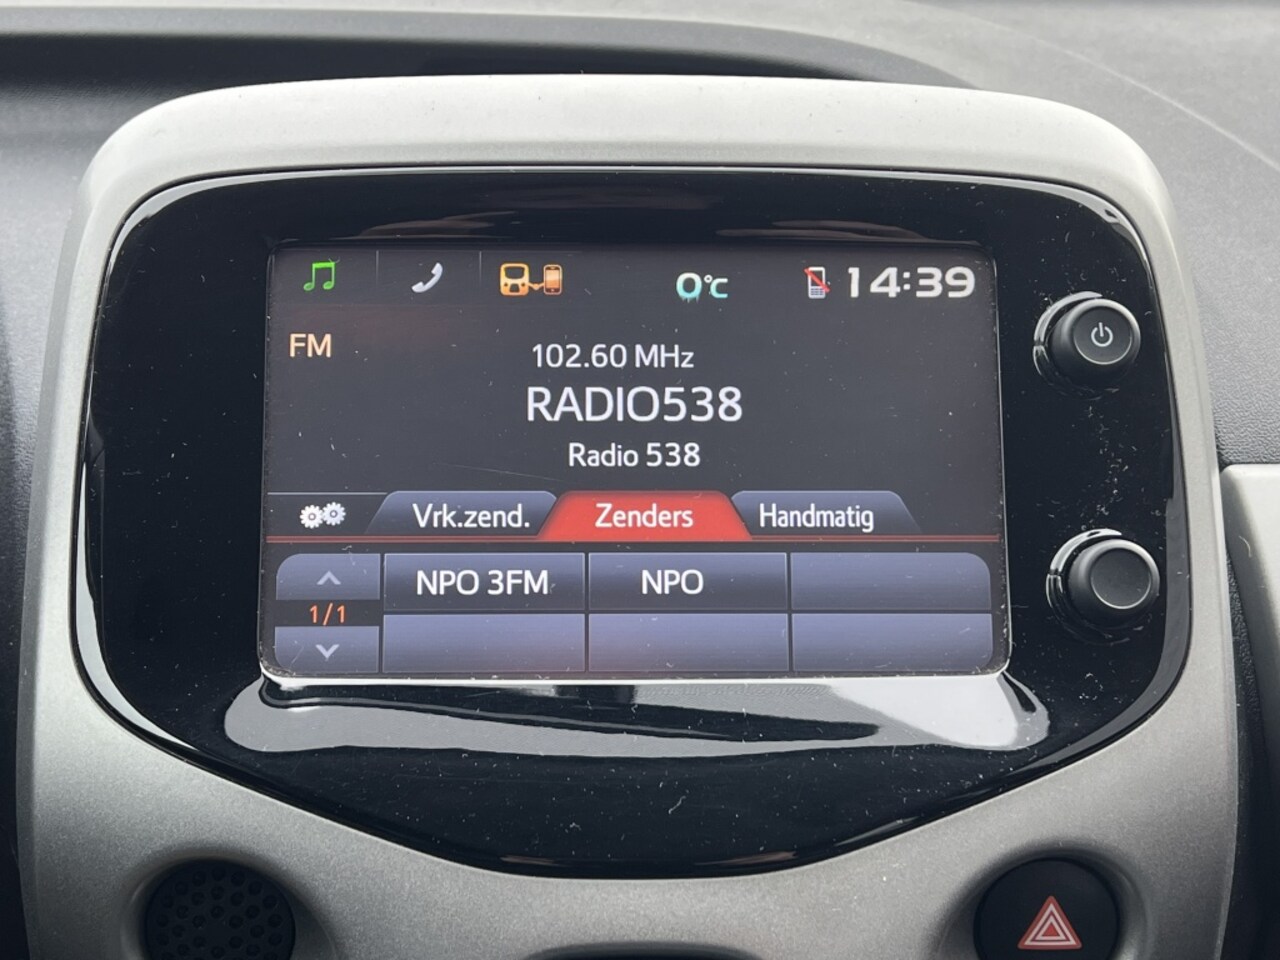 0°C 14:39
FM
102.60 MHz
RADIO538
Radio 538
Vrk.zend. Zenders Handmatig
NPO 3FM NPO
1/1